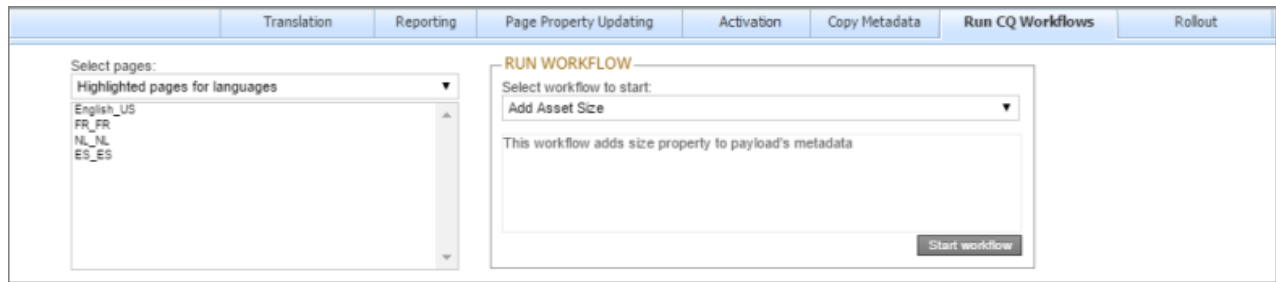 Translation Reporting Page Property Updating Activation Copy Metadata Run CQ Workflows Rollout
Select pages:
Highlighted pages for languages
English_US
FR_FR
NL_NL
ES_ES
RUN WORKFLOW
Select workflow to start:
Add Asset Size
This workflow adds size property to payload's metadata
Start workflow